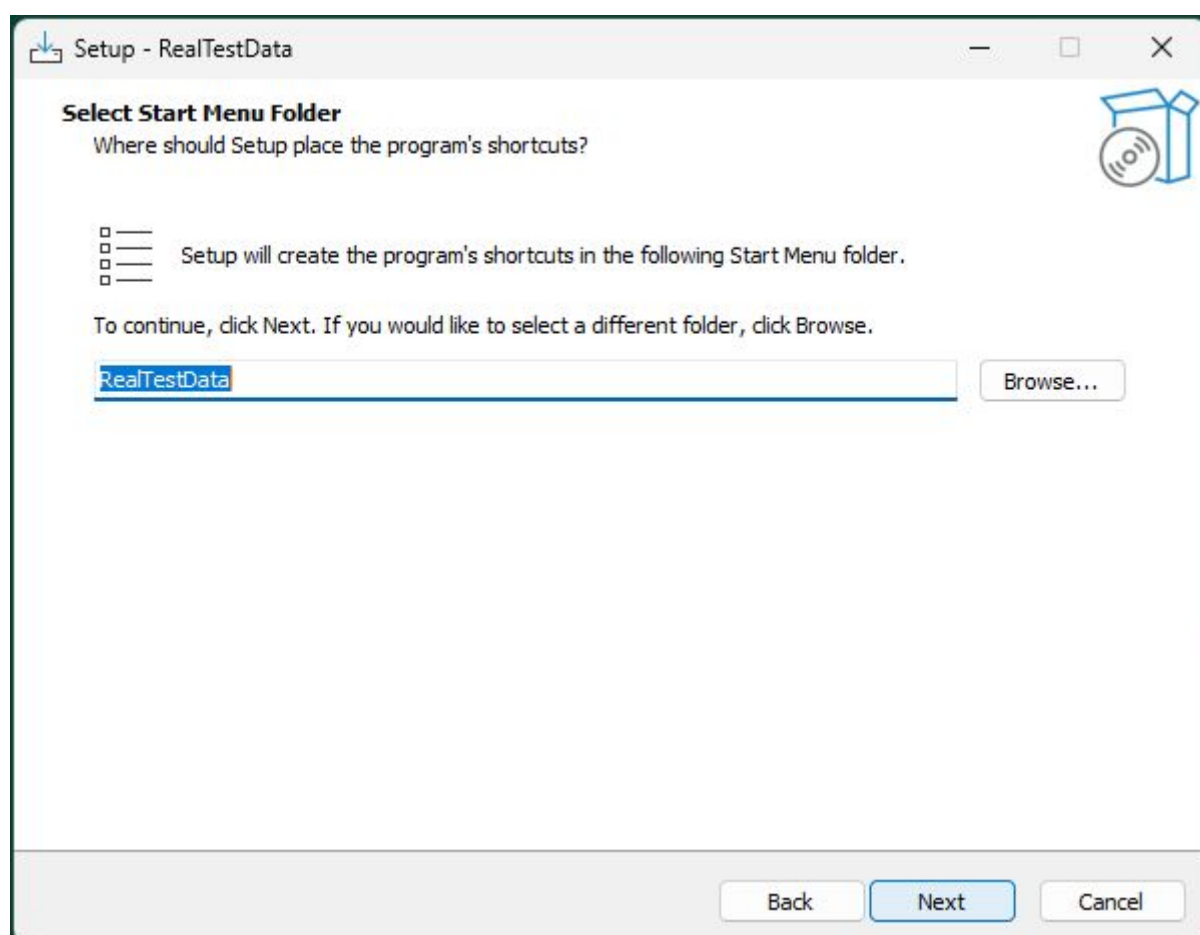 Setup - RealTestData
Select Start Menu Folder
Where should Setup place the program's shortcuts?
Setup will create the program's shortcuts in the following Start Menu folder.
To continue, click Next. If you would like to select a different folder, click Browse.
RealTestData
Browse...
Back
Next
Cancel